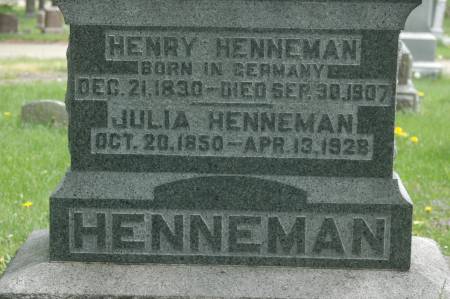 HENRY HENNEMAN
BORN IN GERMANY
DEC. 21, 1830-DIED SEP. 30, 1907
JULIA HENNEMAN
OCT. 20, 1850-APR. 13, 1928
HENNEMAN